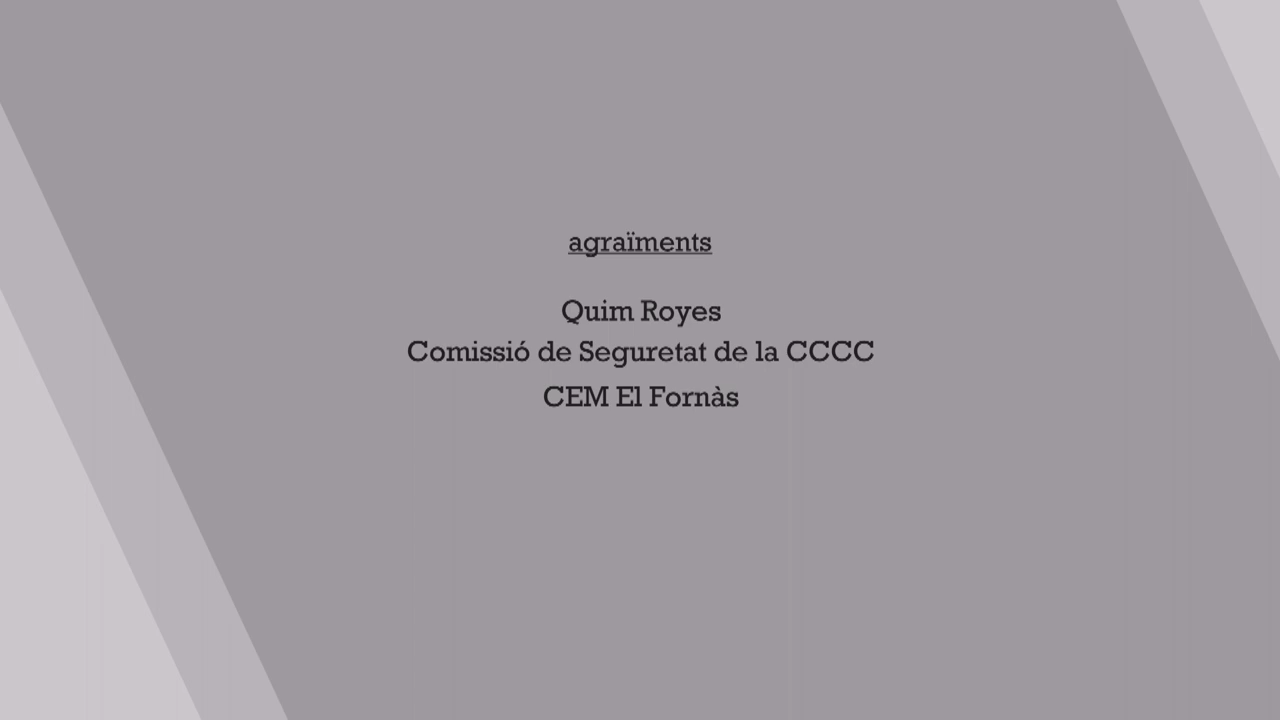 agraïments
Quim Royes
Comissió de Seguretat de la CCCC
CEM El Fornàs